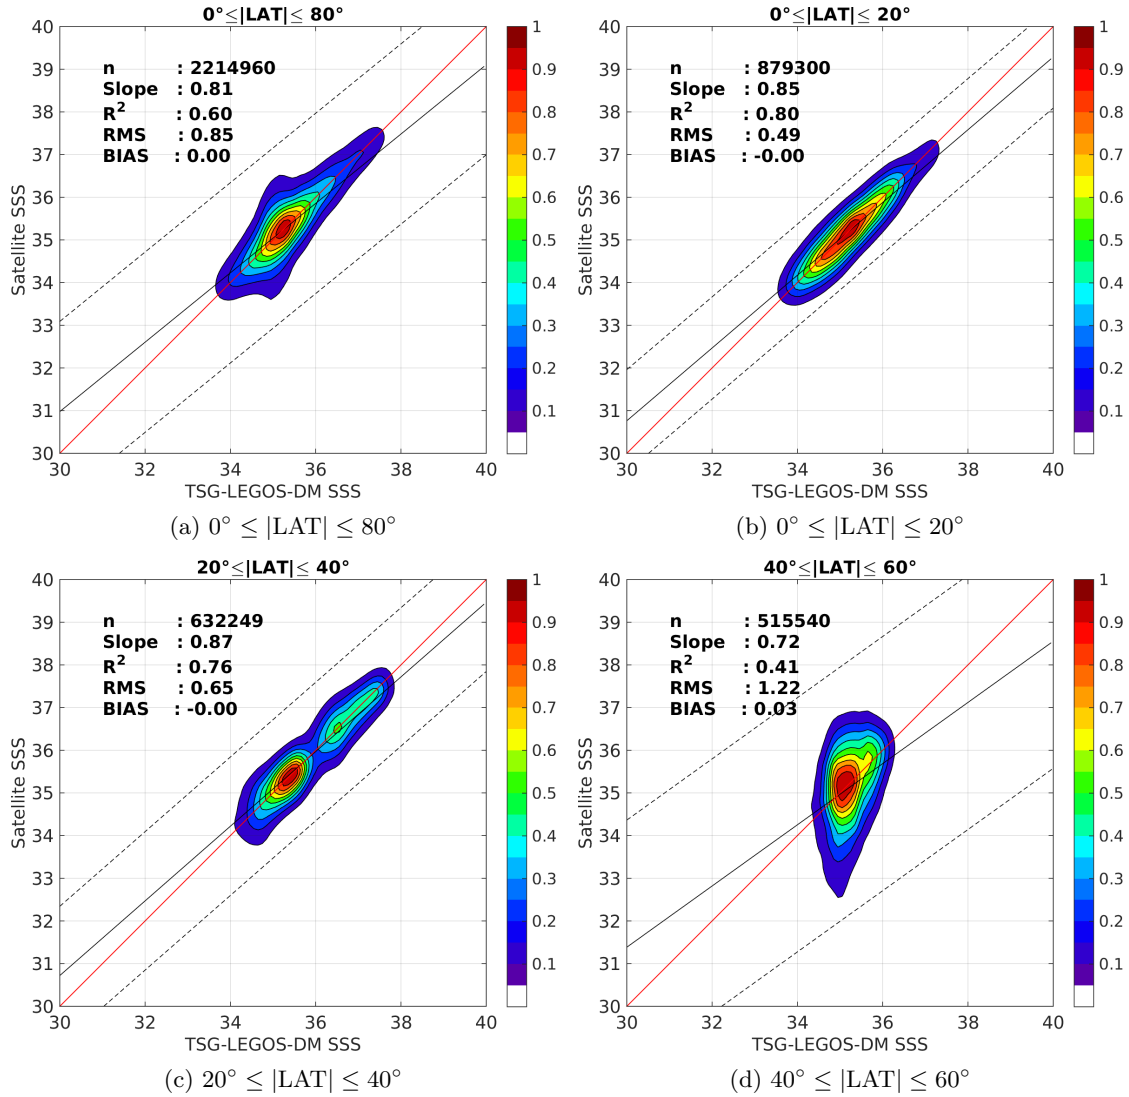 0°≤|LAT|≤ 80°
40
39
38
37
36
35
34
33
32
31
30
Satellite SSS
n : 2214960
Slope : 0.81
R² : 0.60
RMS : 0.85
BIAS : 0.00
30 32 34 36 38 40
TSG-LEGOS-DM SSS
1
0.9
0.8
0.7
0.6
0.5
0.4
0.3
0.2
0.1
(a) 0° ≤ |LAT| ≤ 80°
0°≤|LAT|≤ 20°
40
39
38
37
36
35
34
33
32
31
30
Satellite SSS
n : 879300
Slope : 0.85
R² : 0.80
RMS : 0.49
BIAS : -0.00
30 32 34 36 38 40
TSG-LEGOS-DM SSS
1
0.9
0.8
0.7
0.6
0.5
0.4
0.3
0.2
0.1
(b) 0° ≤ |LAT| ≤ 20°
20°≤|LAT|≤ 40°
40
39
38
37
36
35
34
33
32
31
30
Satellite SSS
n : 632249
Slope : 0.87
R² : 0.76
RMS : 0.65
BIAS : -0.00
30 32 34 36 38 40
TSG-LEGOS-DM SSS
1
0.9
0.8
0.7
0.6
0.5
0.4
0.3
0.2
0.1
(c) 20° ≤ |LAT| ≤ 40°
40°≤|LAT|≤ 60°
40
39
38
37
36
35
34
33
32
31
30
Satellite SSS
n : 515540
Slope : 0.72
R² : 0.41
RMS : 1.22
BIAS : 0.03
30 32 34 36 38 40
TSG-LEGOS-DM SSS
1
0.9
0.8
0.7
0.6
0.5
0.4
0.3
0.2
0.1
(d) 40° ≤ |LAT| ≤ 60°